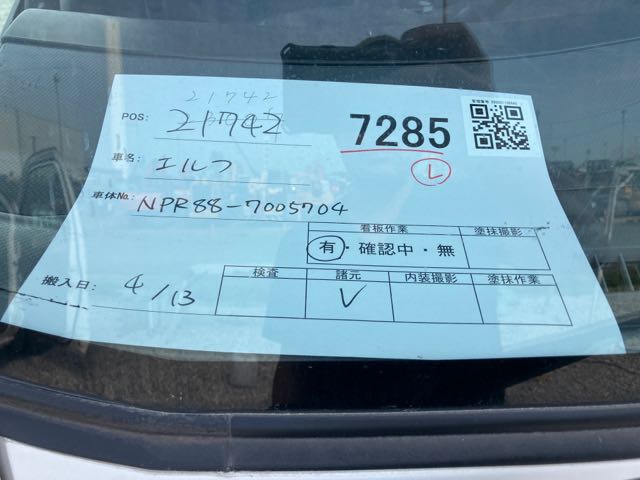 21742
POS: 21742
7285
L
車名: エルフ
車体No. NPR88-7005704
看板作業 塗抹撮影
有・確認中・無
搬入日: 4/13
検査 諸元 内装撮影 塗抹作業
V